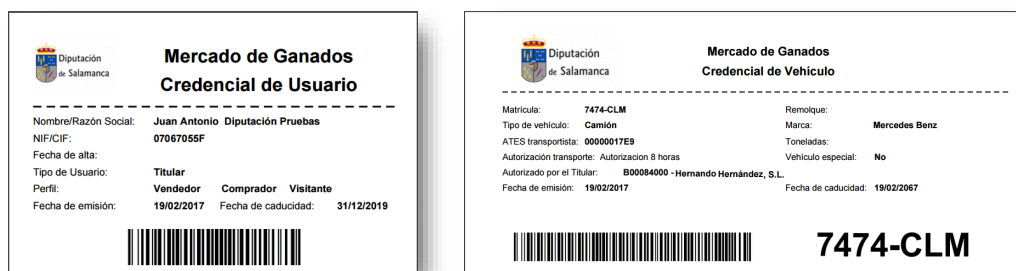 Diputación
de Salamanca
Mercado de Ganados
Credencial de Usuario
Nombre/Razón Social: Juan Antonio Diputación Pruebas
NIF/CIF: 07067055F
Fecha de alta:
Tipo de Usuario: Titular
Perfil: Vendedor Comprador Visitante
Fecha de emisión: 19/02/2017 Fecha de caducidad: 31/12/2019
Diputación
de Salamanca
Mercado de Ganados
Credencial de Vehículo
Matrícula: 7474-CLM Remolque:
Tipo de vehículo: Camión Marca: Mercedes Benz
ATES transportista: 00000017E9 Toneladas:
Autorización transporte: Autorizacion 8 horas Vehículo especial: No
Autorizado por el Titular: B00084000 - Hernando Hernández, S.L.
Fecha de emisión: 19/02/2017 Fecha de caducidad: 19/02/2067
7474-CLM